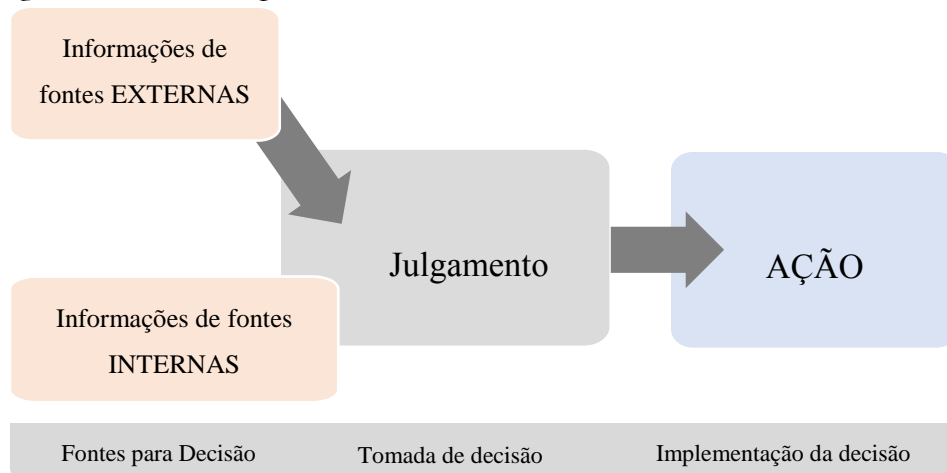 Informações de
fontes EXTERNAS
Julgamento
AÇÃO
Informações de fontes
INTERNAS
Fontes para Decisão
Tomada de decisão
Implementação da decisão